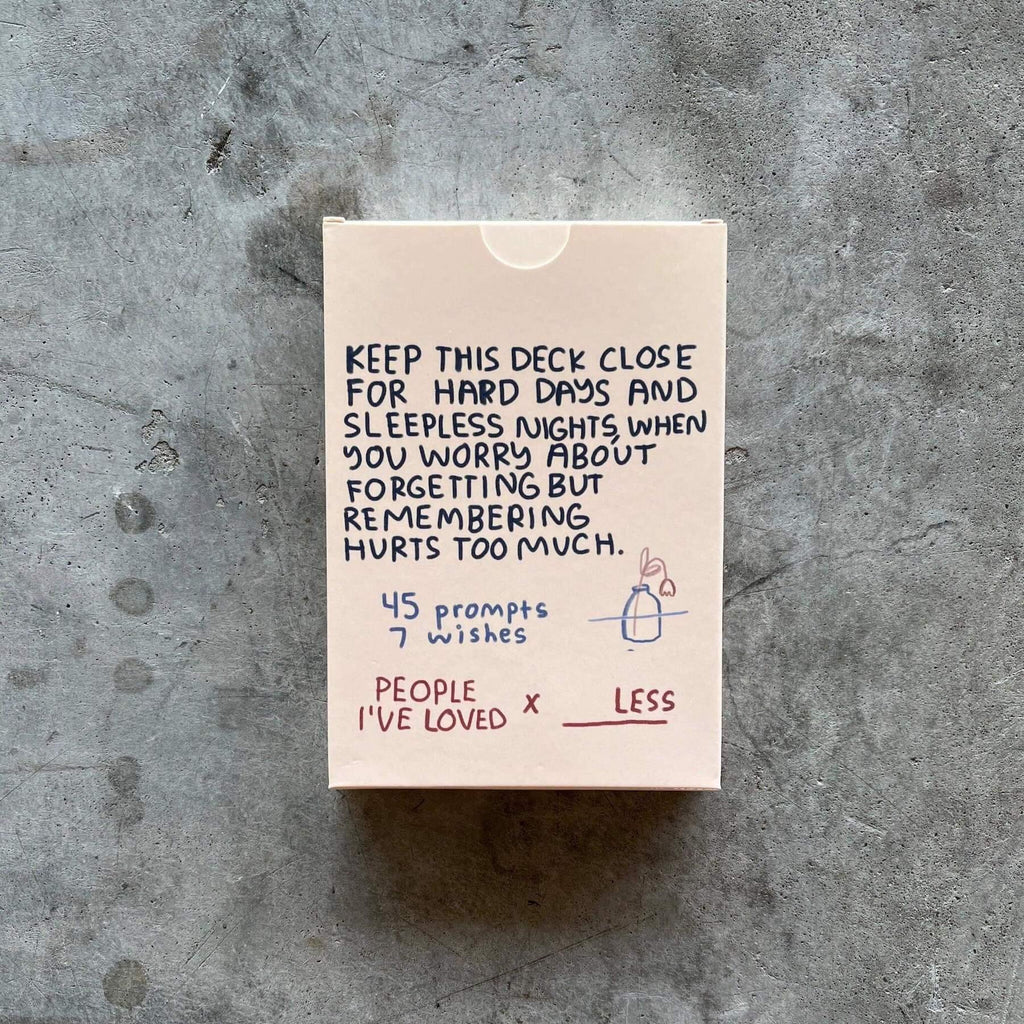 KEEP THIS DECK CLOSE
FOR HARD DAYS AND
SLEEPLESS NIGHTS, WHEN
YOU WORRY ABOUT
FORGETTING BUT
REMEMBERING
HURTS TOO MUCH.
45 prompts
7 wishes
PEOPLE
I'VE LOVED x ____LESS